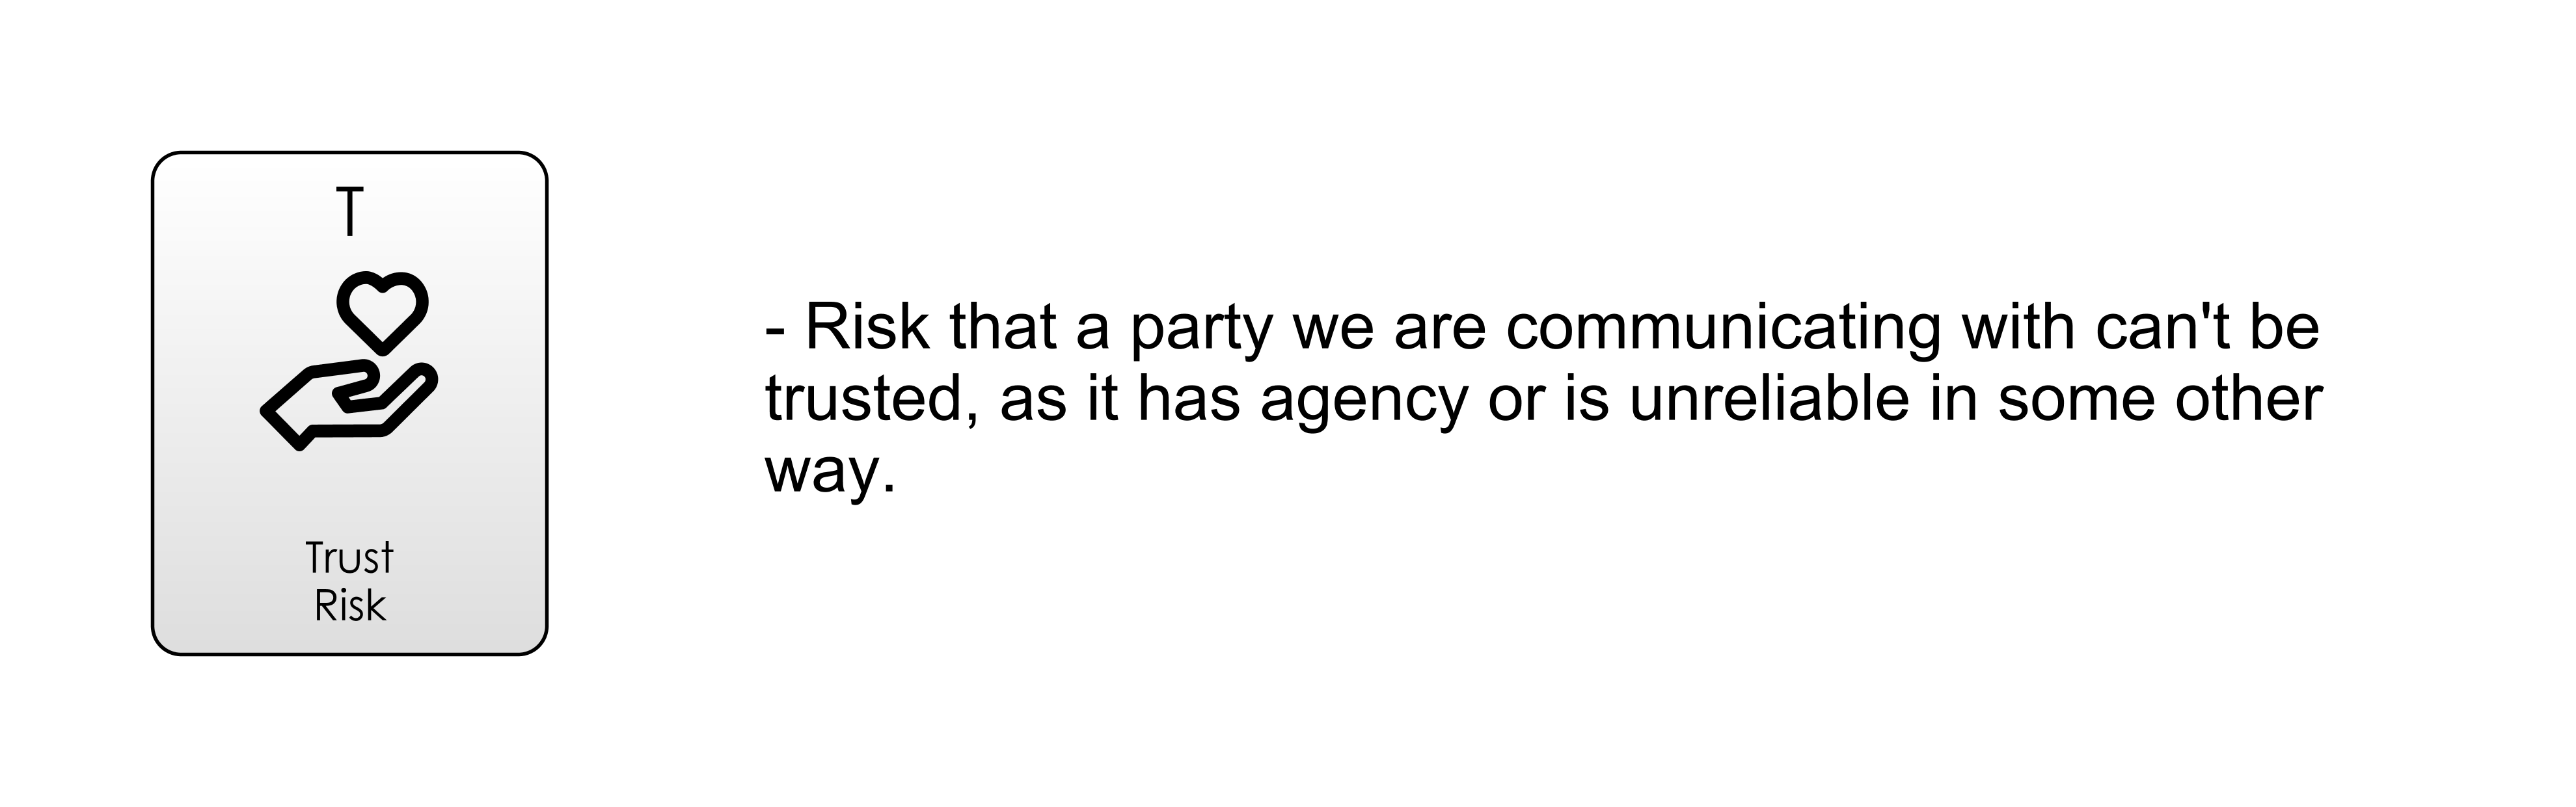 T
Trust
Risk
- Risk that a party we are communicating with can't be
trusted, as it has agency or is unreliable in some other
way.